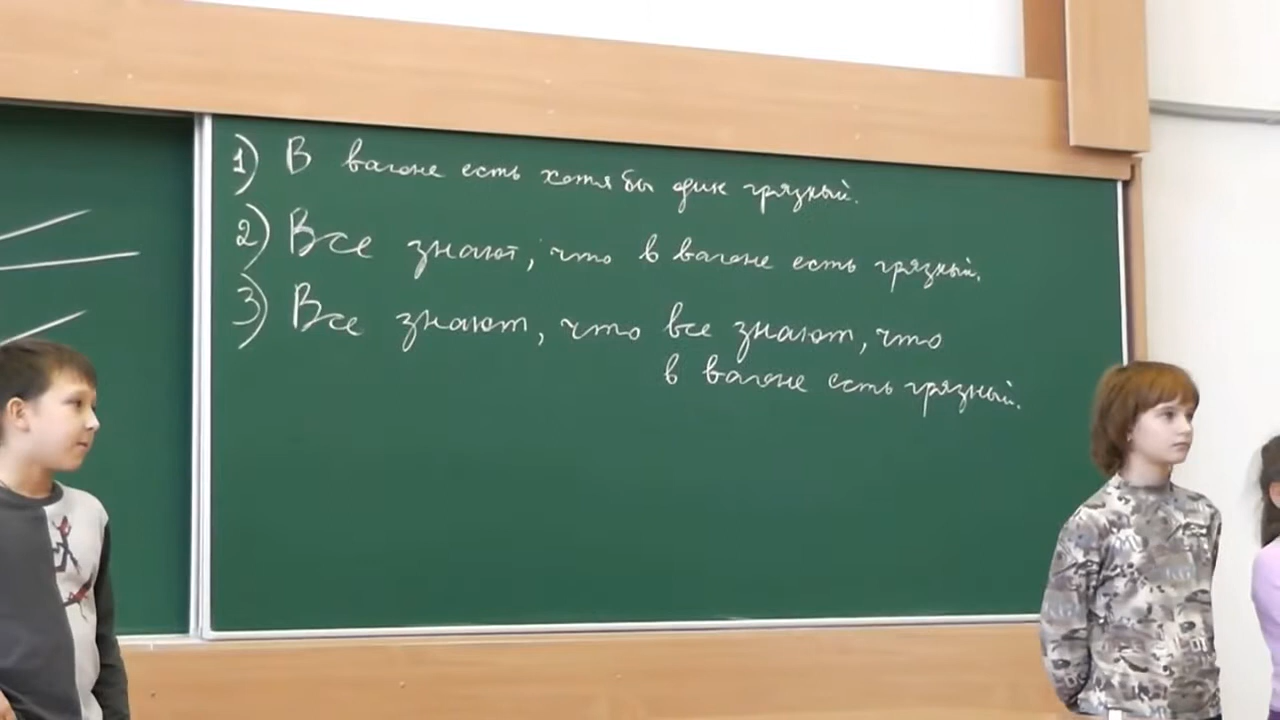 1) В вагоне есть хотя бы один грязный.
2) Все знают, что в вагоне есть грязный.
3) Все знают, что все знают, что
в вагоне есть грязный.